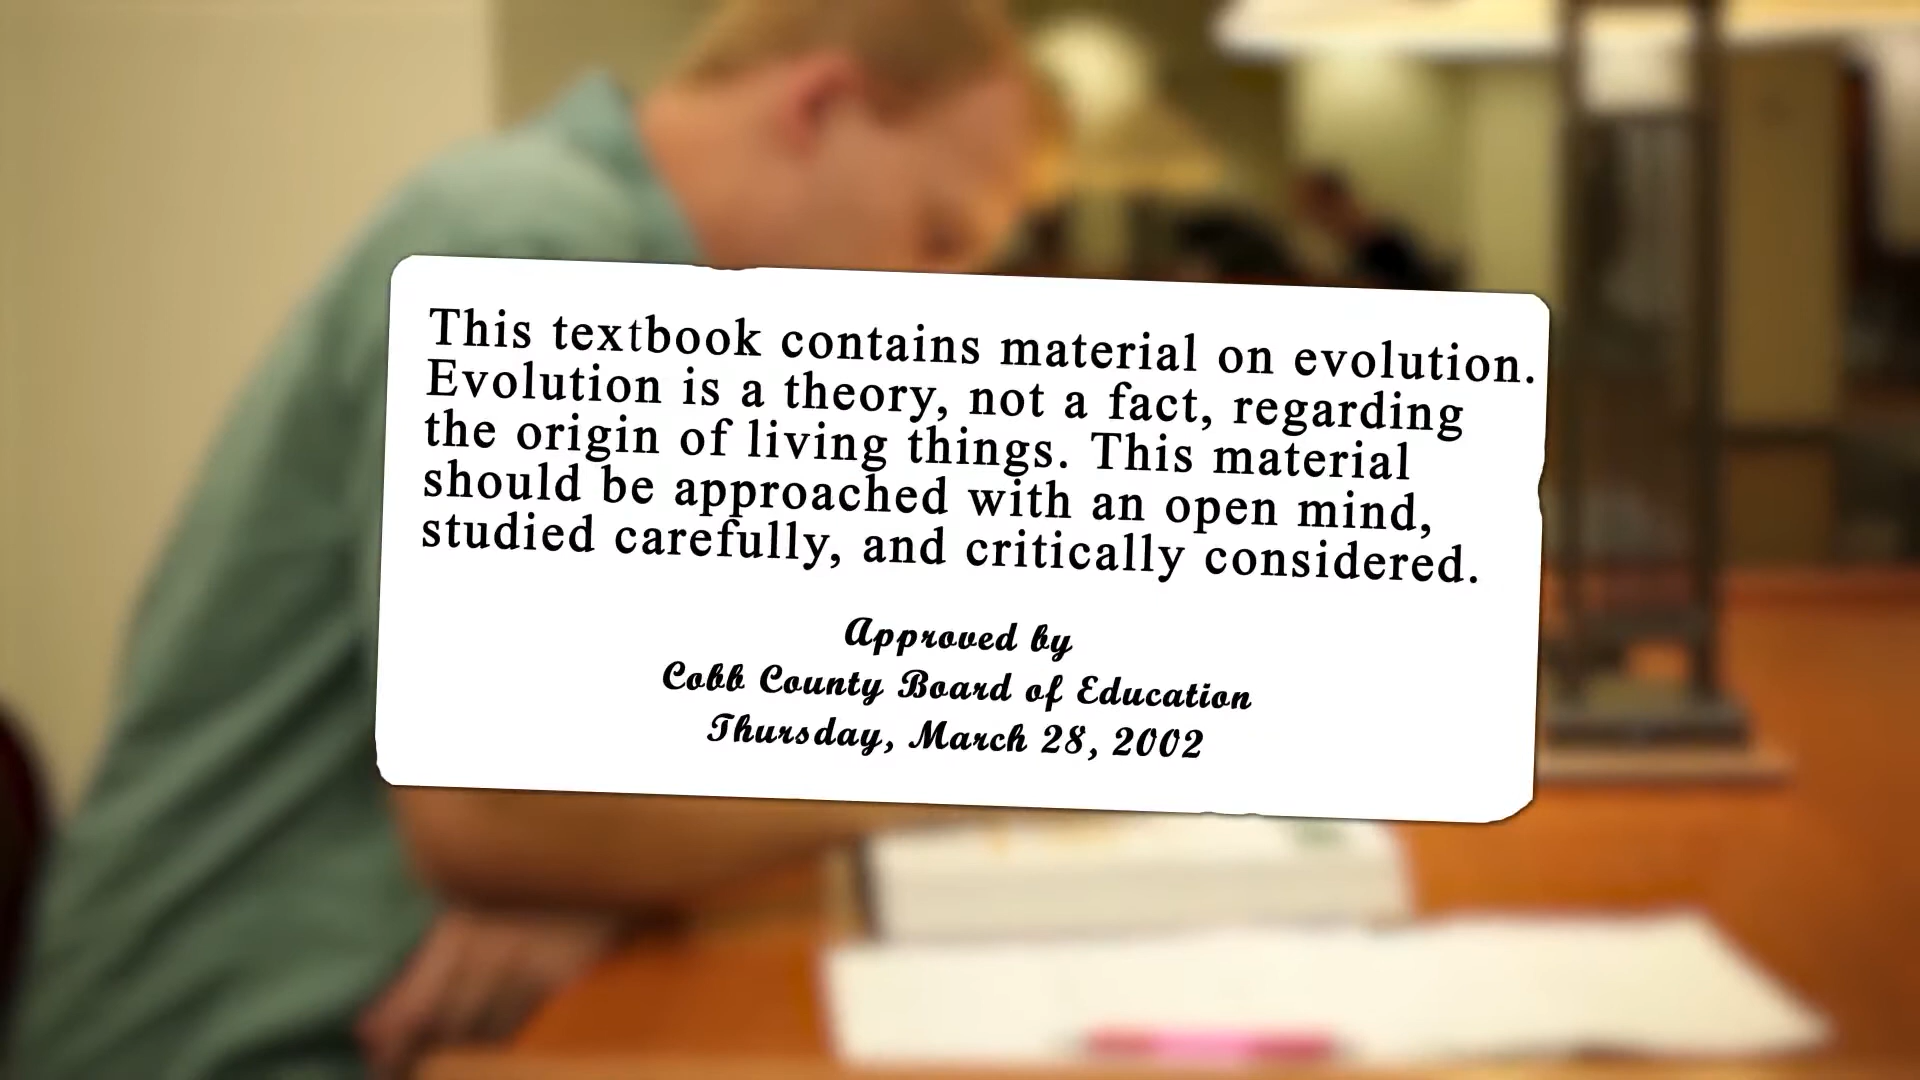 This textbook contains material on evolution.
Evolution is a theory, not a fact, regarding
the origin of living things. This material
should be approached with an open mind,
studied carefully, and critically considered.
Approved by
Cobb County Board of Education
Thursday, March 28, 2002